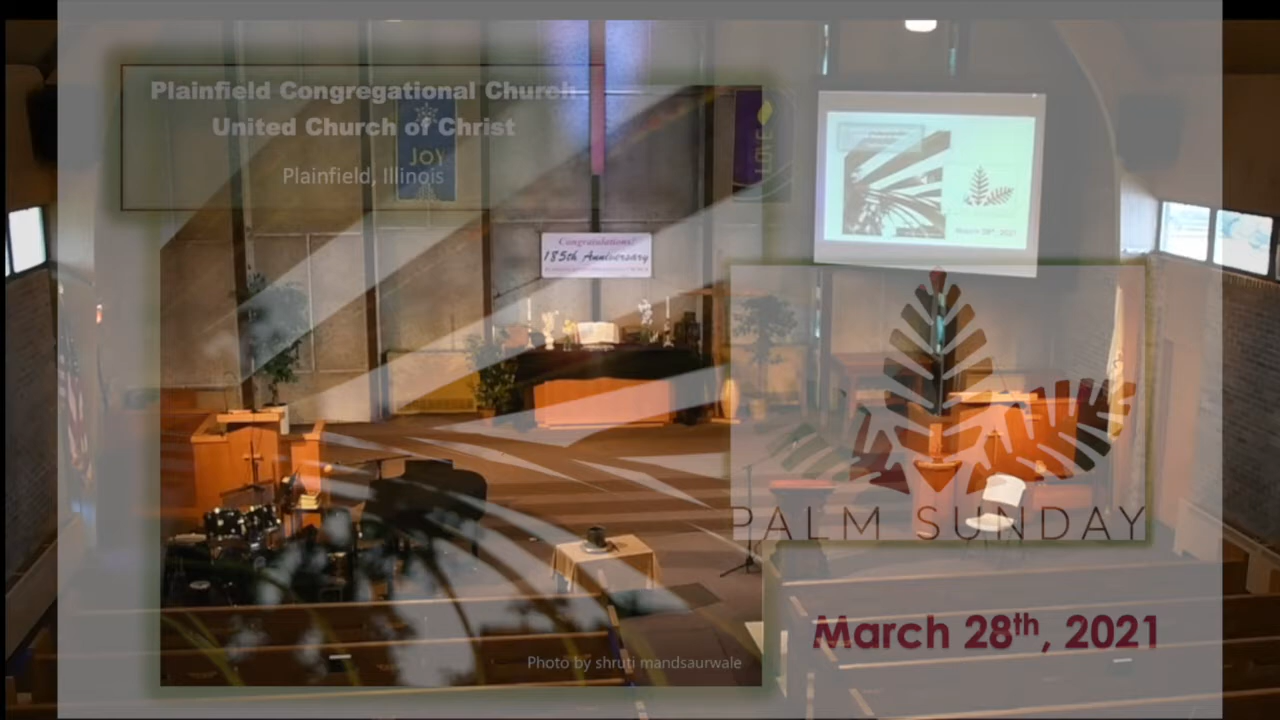 Plainfield Congregational Church
United Church of Christ
Plainfield, Illinois
JOY
LOVE
Congratulations!
185th Anniversary
March 28th, 2021
PALM SUNDAY
March 28th, 2021
Photo by shruti mandsaurwale